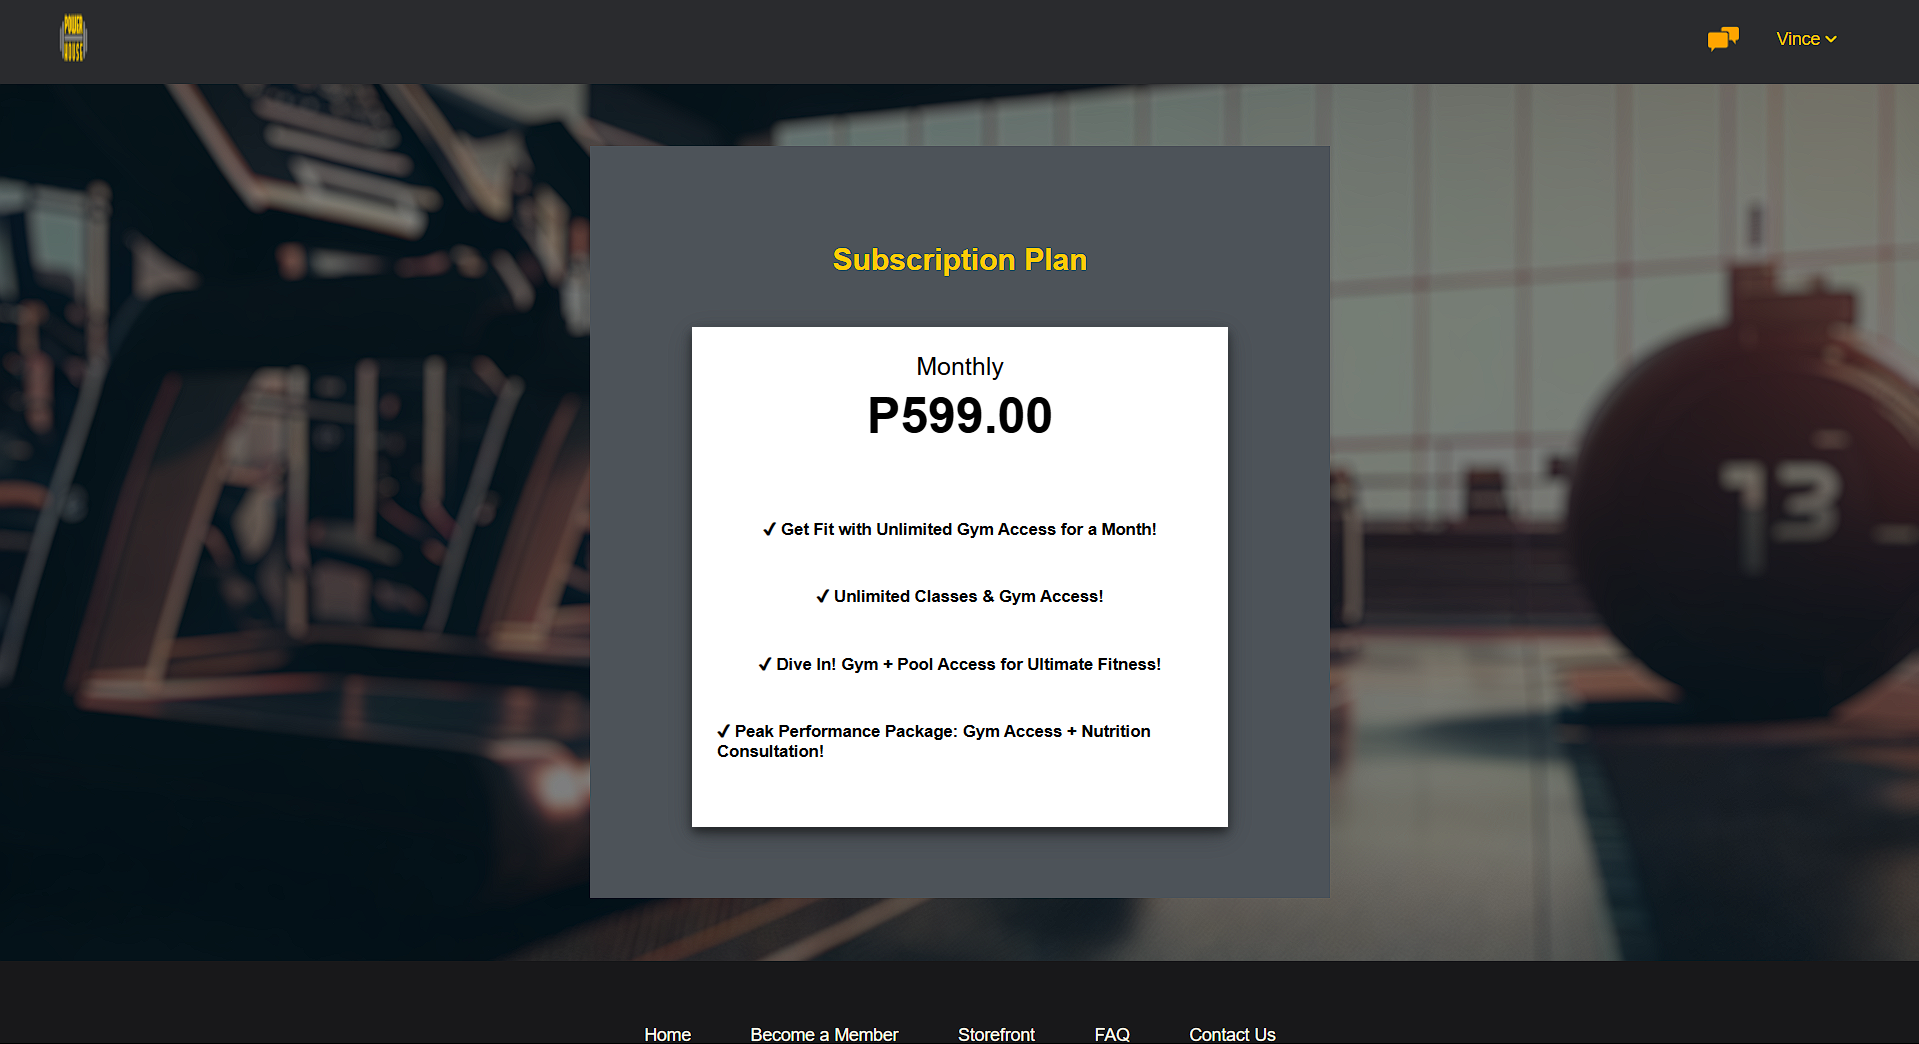 POWER
HOUSE
Vince
Subscription Plan
Monthly
P599.00
✓ Get Fit with Unlimited Gym Access for a Month!
✓ Unlimited Classes & Gym Access!
✓ Dive In! Gym + Pool Access for Ultimate Fitness!
✓ Peak Performance Package: Gym Access + Nutrition
Consultation!
13
Home Become a Member Storefront FAQ Contact Us